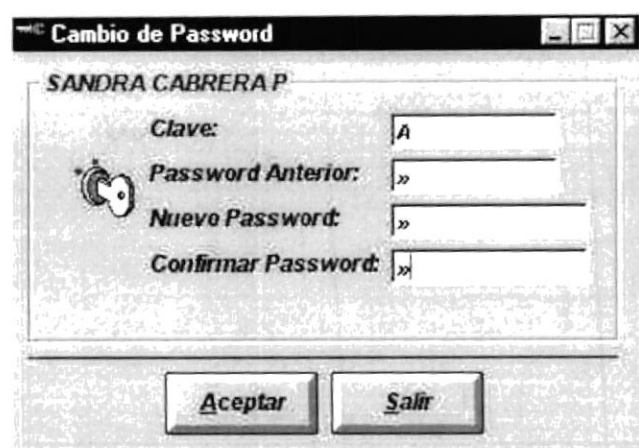 Cambio de Password
SANDRA CABRERA P
Clave: A
Password Anterior: »
Nuevo Password: »
Confirmar Password: »
Aceptar Salir